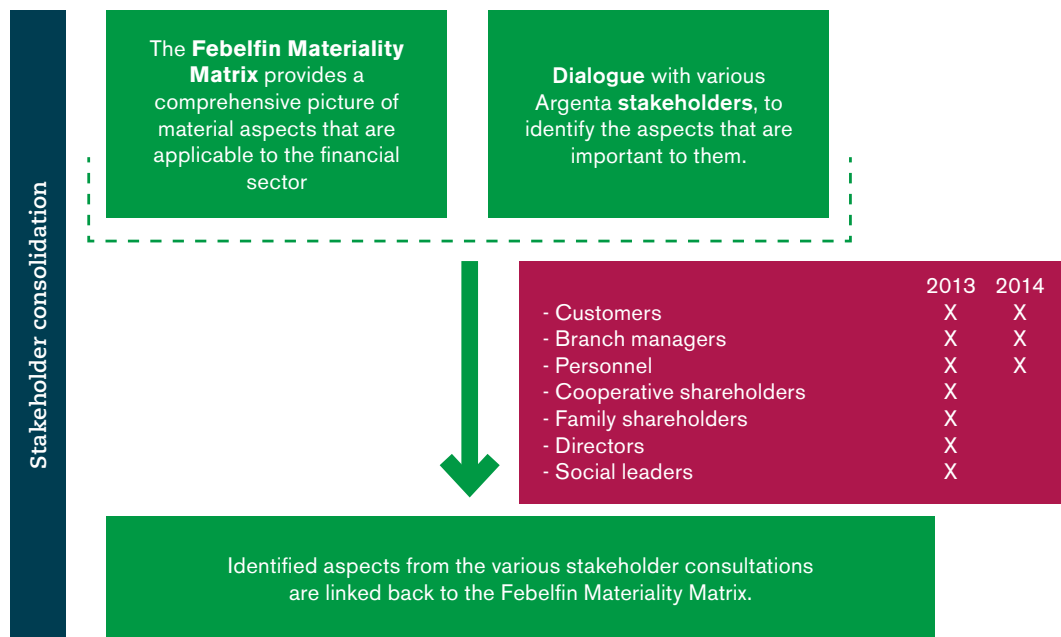 Stakeholder consolidation
The Febelfin Materiality
Matrix provides a
comprehensive picture of
material aspects that are
applicable to the financial
sector
Dialogue with various
Argenta stakeholders, to
identify the aspects that are
important to them.
2013 2014
- Customers X X
- Branch managers X X
- Personnel X X
- Cooperative shareholders X
- Family shareholders X
- Directors X
- Social leaders X
Identified aspects from the various stakeholder consultations
are linked back to the Febelfin Materiality Matrix.